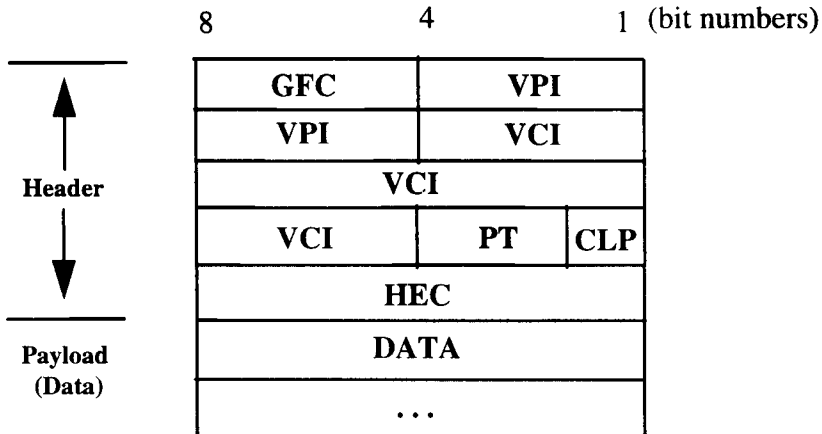 8 4 1 (bit numbers)
GFC VPI
VPI VCI
VCI
Header
VCI PT CLP
HEC
DATA
Payload
(Data)
...